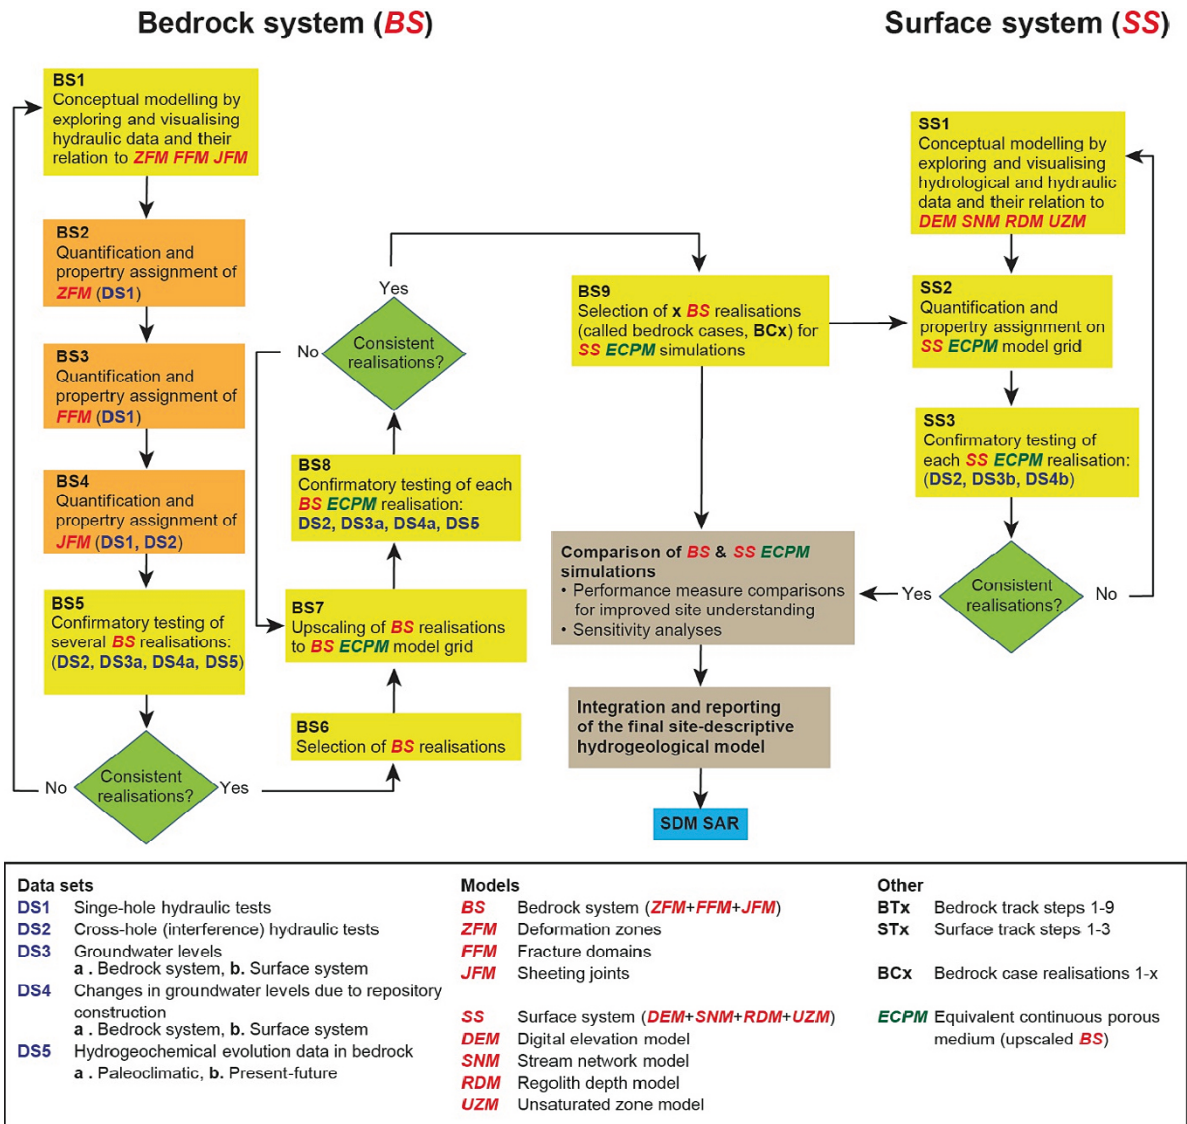 Bedrock system (BS)
Surface system (SS)
BS1
Conceptual modelling by
exploring and visualising
hydraulic data and their
relation to ZFM FFM JFM
BS2
Quantification and
propertry assignment of
ZFM (DS1)
BS3
Quantification and
propertry assignment of
FFM (DS1)
BS4
Quantification and
propertry assignment of
JFM (DS1, DS2)
BS5
Confirmatory testing of
several BS realisations:
(DS2, DS3a, DS4a, DS5)
Consistent
realisations?
No
Yes
BS6
Selection of BS realisations
BS7
Upscaling of BS realisations
to BS ECPM model grid
BS8
Confirmatory testing of each
BS ECPM realisation:
DS2, DS3a, DS4a, DS5
Consistent
realisations?
No
Yes
BS9
Selection of x BS realisations
(called bedrock cases, BCx) for
SS ECPM simulations
SS1
Conceptual modelling by
exploring and visualising
hydrological and hydraulic
data and their relation to
DEM SNM RDM UZM
SS2
Quantification and
propertry assignment on
SS ECPM model grid
SS3
Confirmatory testing of
each SS ECPM realisation:
(DS2, DS3b, DS4b)
Consistent
realisations?
Yes
No
Comparison of BS & SS ECPM
simulations
• Performance measure comparisons
for improved site understanding
• Sensitivity analyses
Integration and reporting
of the final site-descriptive
hydrogeological model
SDM SAR
Data sets
DS1 Singe-hole hydraulic tests
DS2 Cross-hole (interference) hydraulic tests
DS3 Groundwater levels
a . Bedrock system, b. Surface system
DS4 Changes in groundwater levels due to repository
construction
a . Bedrock system, b. Surface system
DS5 Hydrogeochemical evolution data in bedrock
a . Paleoclimatic, b. Present-future
Models
BS Bedrock system (ZFM+FFM+JFM)
ZFM Deformation zones
FFM Fracture domains
JFM Sheeting joints
SS Surface system (DEM+SNM+RDM+UZM)
DEM Digital elevation model
SNM Stream network model
RDM Regolith depth model
UZM Unsaturated zone model
Other
BTx Bedrock track steps 1-9
STx Surface track steps 1-3
BCx Bedrock case realisations 1-x
ECPM Equivalent continuous porous
medium (upscaled BS)